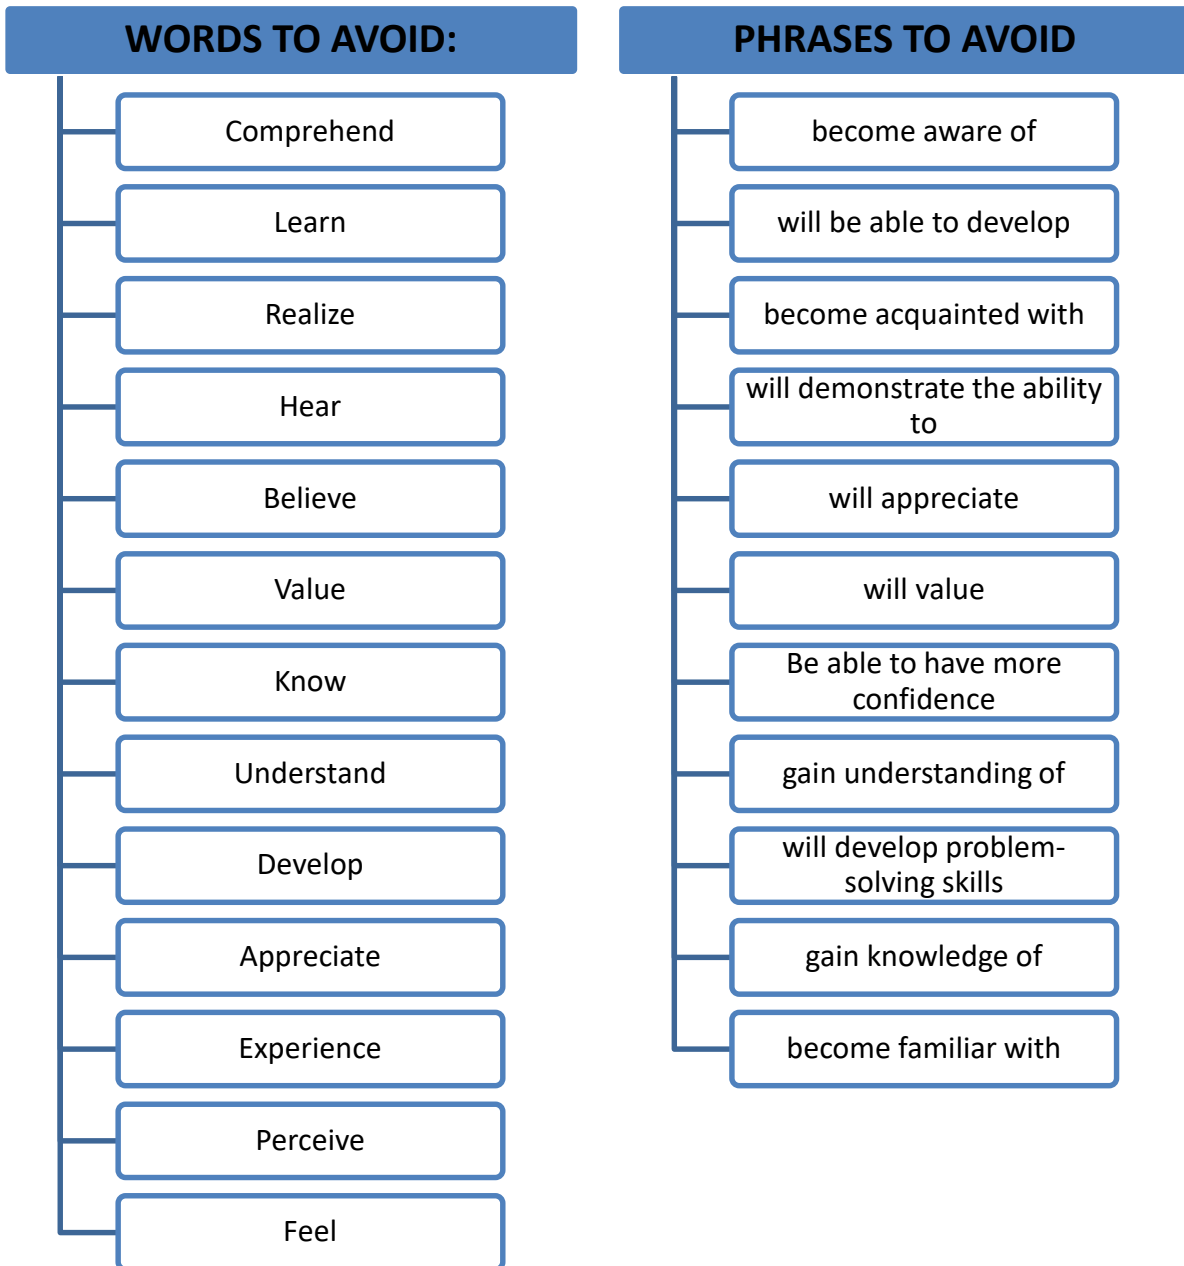 WORDS TO AVOID:
Comprehend
Learn
Realize
Hear
Believe
Value
Know
Understand
Develop
Appreciate
Experience
Perceive
Feel
PHRASES TO AVOID
become aware of
will be able to develop
become acquainted with
will demonstrate the ability
to
will appreciate
will value
Be able to have more
confidence
gain understanding of
will develop problem-
solving skills
gain knowledge of
become familiar with